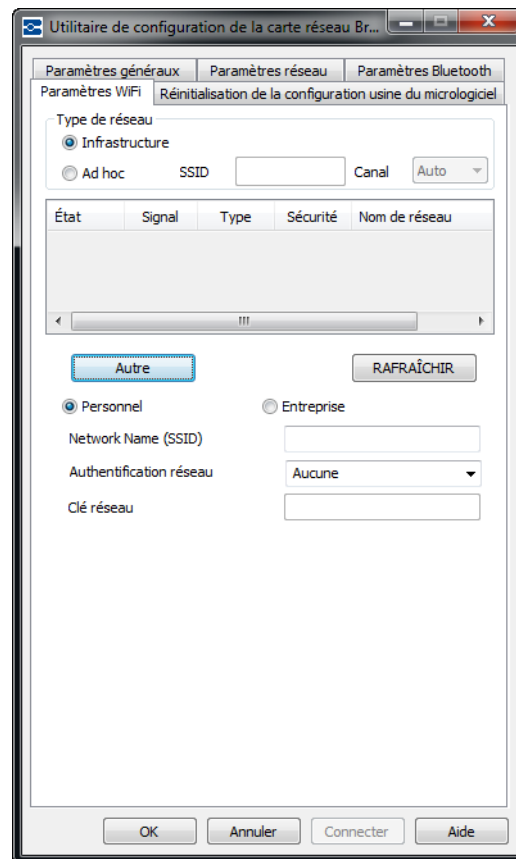 Utilitaire de configuration de la carte réseau Br...
Paramètres généraux Paramètres réseau Paramètres Bluetooth
Paramètres WiFi Réinitialisation de la configuration usine du micrologiciel
Type de réseau
Infrastructure
Ad hoc SSID Canal Auto
État Signal Type Sécurité Nom de réseau
Autre RAFRAÎCHIR
Personnel Entreprise
Network Name (SSID)
Authentification réseau Aucune
Clé réseau
OK Annuler Connecter Aide